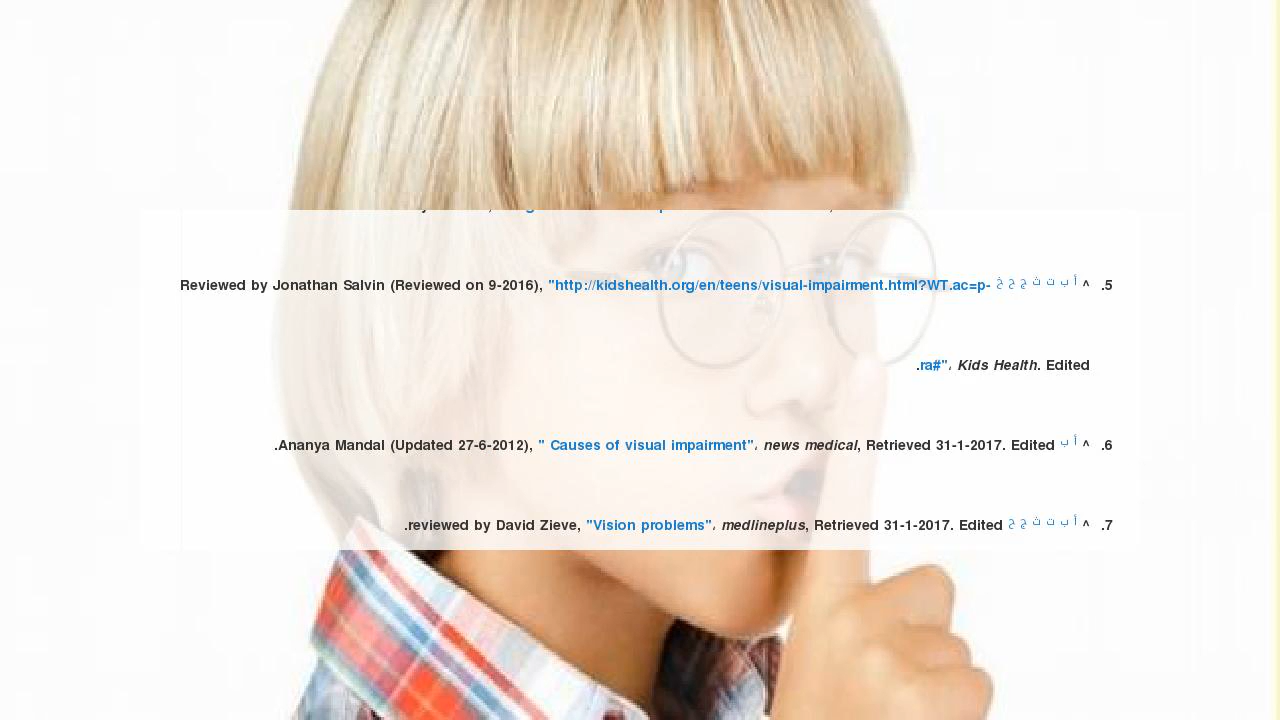 5. ^ أ ب ت ث ج ح خ Reviewed by Jonathan Salvin (Reviewed on 9-2016), "http://kidshealth.org/en/teens/visual-impairment.html?WT.ac=p-
ra#"، Kids Health. Edited.
6. ^ أ ب Ananya Mandal (Updated 27-6-2012), " Causes of visual impairment"، news medical, Retrieved 31-1-2017. Edited.
7. ^ أ ب ت ث ج ح reviewed by David Zieve, "Vision problems"، medlineplus, Retrieved 31-1-2017. Edited.